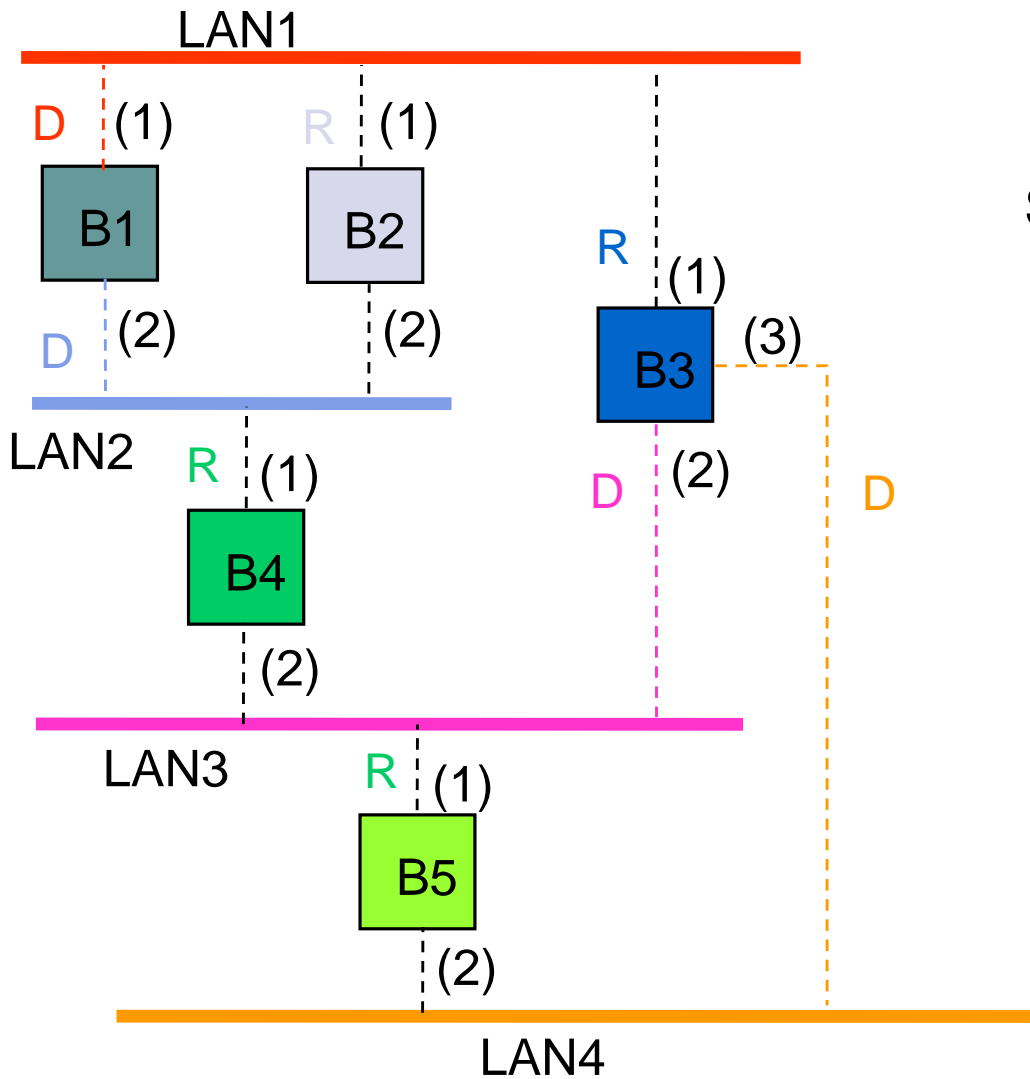 LAN1
D (1) R (1)
B1 B2
R (1)
(3)
B3
D (2) (2)
LAN2
R (1)
D (2) D
B4
(2)
LAN3
R (1)
B5
(2)
LAN4